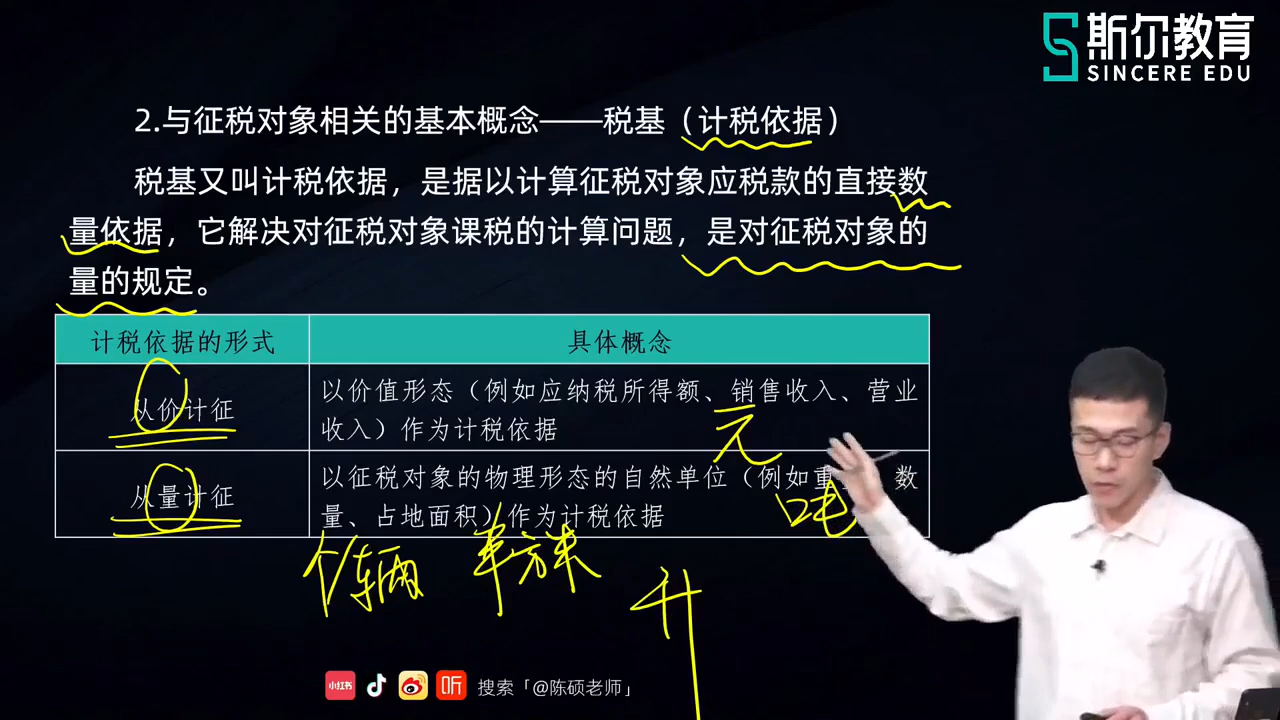 斯尔教育
SINCERE EDU
2.与征税对象相关的基本概念——税基（计税依据）
税基又叫计税依据，是据以计算征税对象应税款的直接数
量依据，它解决对征税对象课税的计算问题，是对征税对象的
量的规定。
计税依据的形式 具体概念
从价计征 以价值形态（例如应纳税所得额、销售收入、营业
收入）作为计税依据
元
从量计征 以征税对象的物理形态的自然单位（例如重 数
量、占地面积）作为计税依据
吨
个/辆 平方米
升
小红书 听 搜索「@陈硕老师」